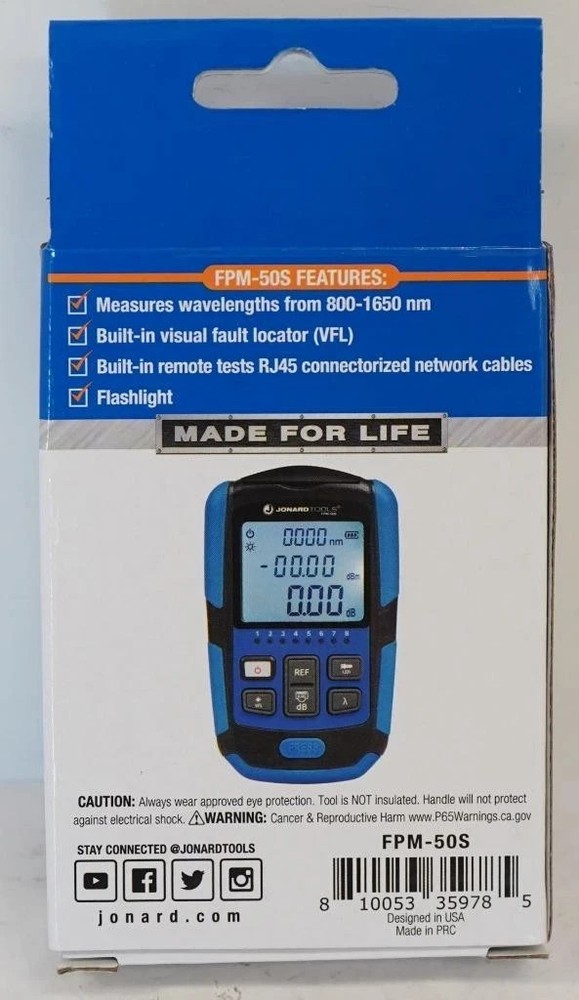 FPM-50S FEATURES:
Measures wavelengths from 800-1650 nm
Built-in visual fault locator (VFL)
Built-in remote tests RJ45 connectorized network cables
Flashlight
MADE FOR LIFE
JONARD TOOLS®
0000 nm
-00.00 dBm
0.00 dB
1 2 3 4 5 6 7 8
REF
LED
VFL
dB
λ
PRESS
CAUTION: Always wear approved eye protection. Tool is NOT insulated. Handle will not protect
against electrical shock. ⚠WARNING: Cancer & Reproductive Harm www.P65Warnings.ca.gov
STAY CONNECTED @JONARDTOOLS
jonard.com
FPM-50S
8 10053 35978 5
Designed in USA
Made in PRC